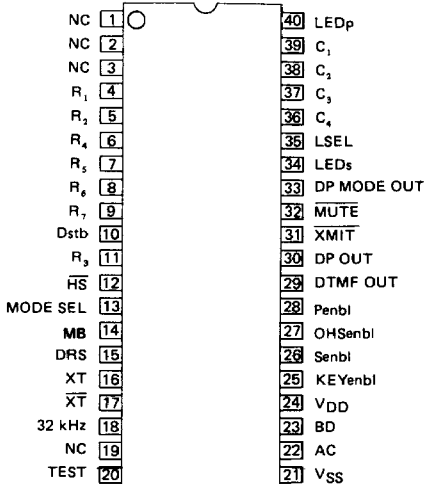 NC 1 40 LEDp
NC 2 39 C₁
NC 3 38 C₂
R₁ 4 37 C₃
R₂ 5 36 C₄
R₄ 6 35 LSEL
R₅ 7 34 LEDs
R₆ 8 33 DP MODE OUT
R₇ 9 32 M̅U̅T̅E̅
Dstb 10 31 X̅M̅I̅T̅
R₃ 11 30 DP OUT
H̅S̅ 12 29 DTMF OUT
MODE SEL 13 28 Penbl
MB 14 27 OHSenbl
DRS 15 26 Senbl
XT 16 25 KEYenbl
X̅T̅ 17 24 VDD
32 kHz 18 23 BD
NC 19 22 AC
TEST 20 21 VSS